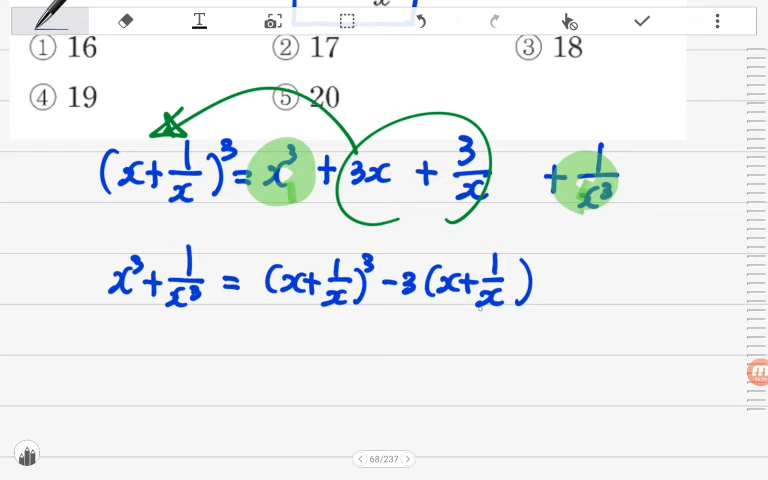 ① 16 ② 17 ③ 18
④ 19 ⑤ 20
(x+1/x)³ = x³ + 3x + 3/x + 1/x³
x³ + 1/x³ = (x+1/x)³ - 3(x+1/x)
68/237